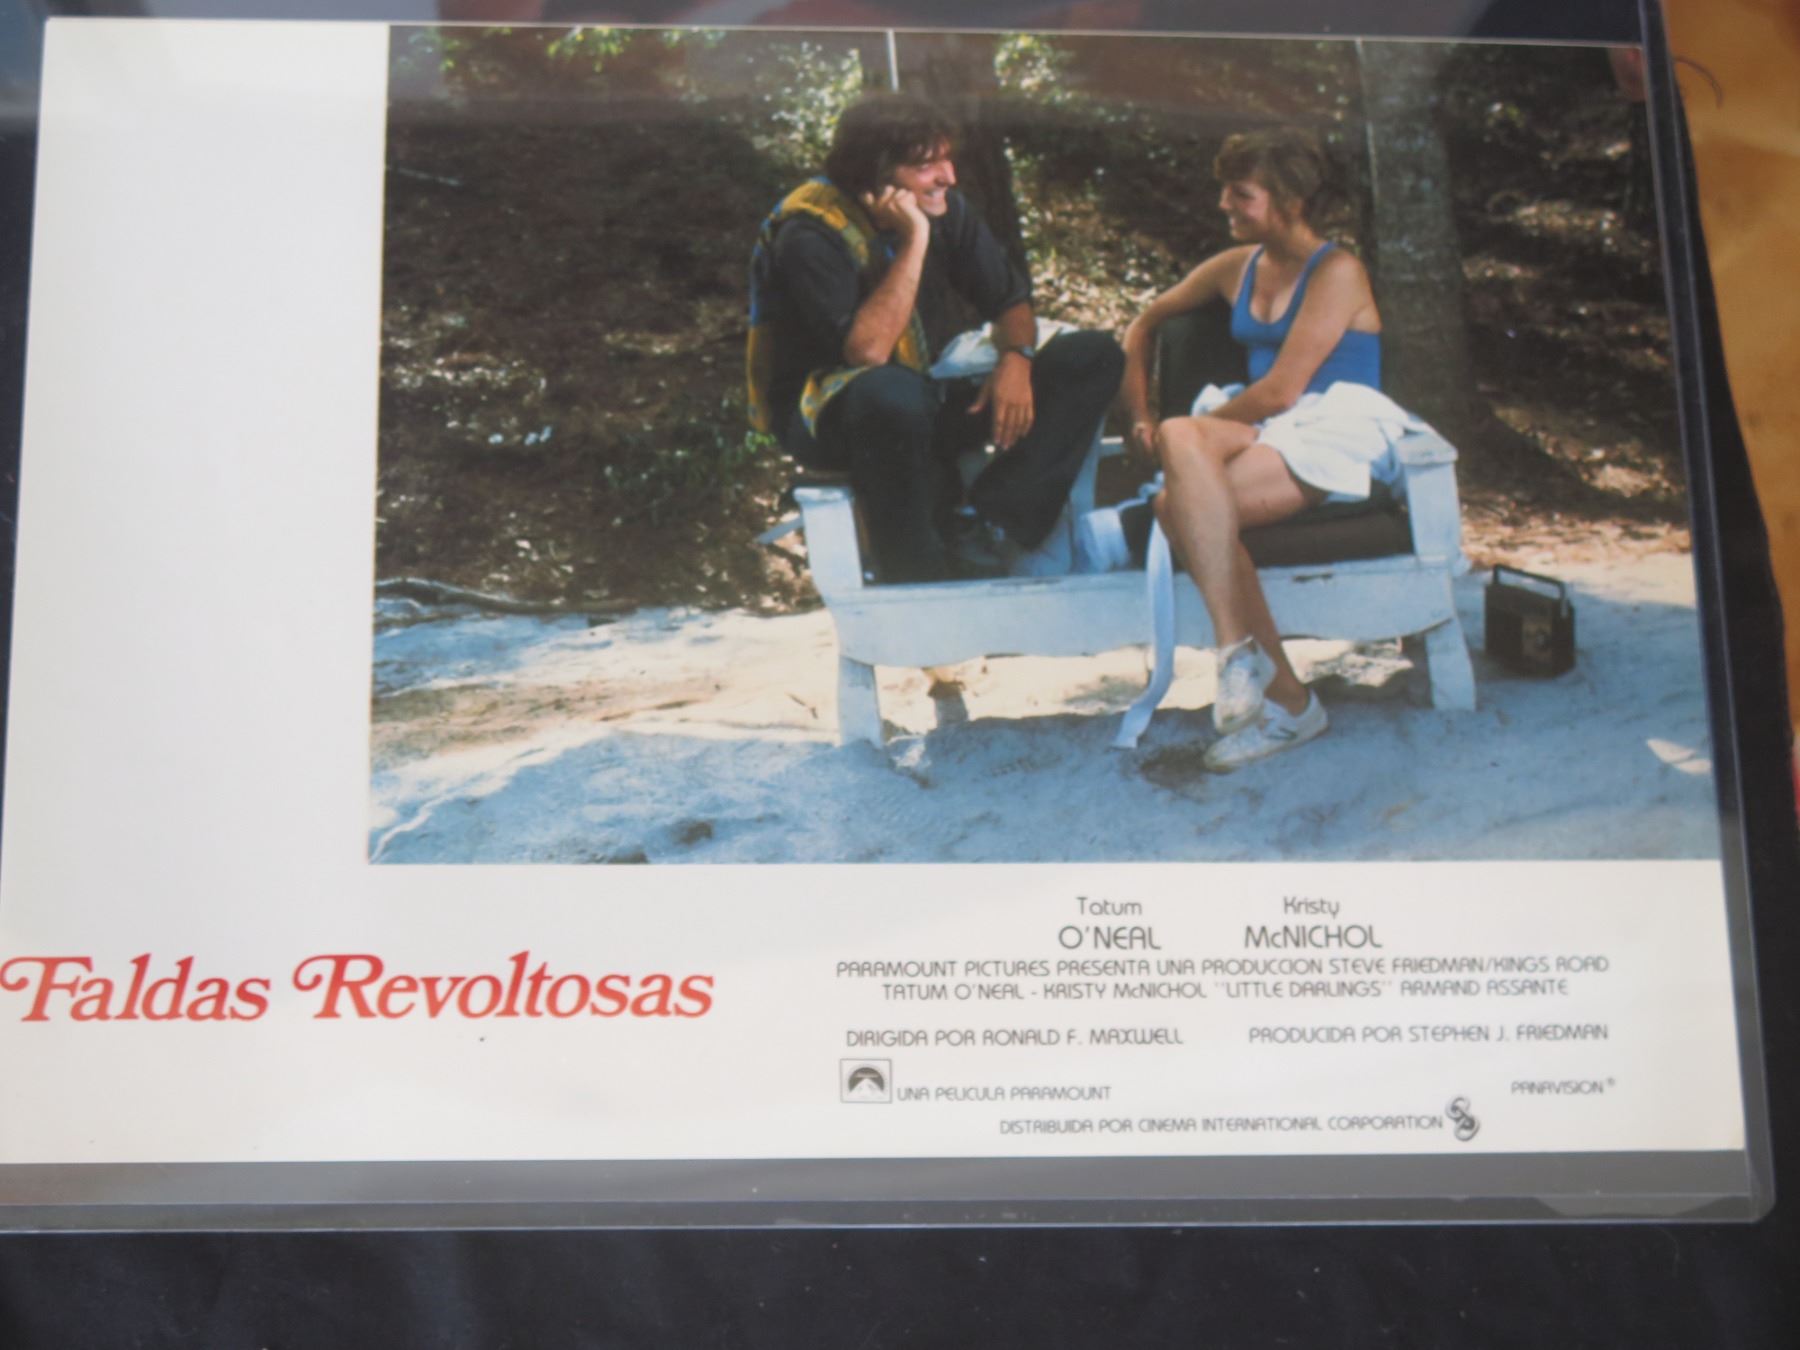 Faldas Revoltosas
Tatum Kristy
O'NEAL McNICHOL
PARAMOUNT PICTURES PRESENTA UNA PRODUCCION STEVE FRIEDMAN/KINGS ROAD
TATUM O'NEAL - KRISTY McNICHOL "LITTLE DARLINGS" ARMAND ASSANTE
DIRIGIDA POR RONALD F. MAXWELL PRODUCIDA POR STEPHEN J. FRIEDMAN
UNA PELICULA PARAMOUNT PANAVISION®
DISTRIBUIDA POR CINEMA INTERNATIONAL CORPORATION